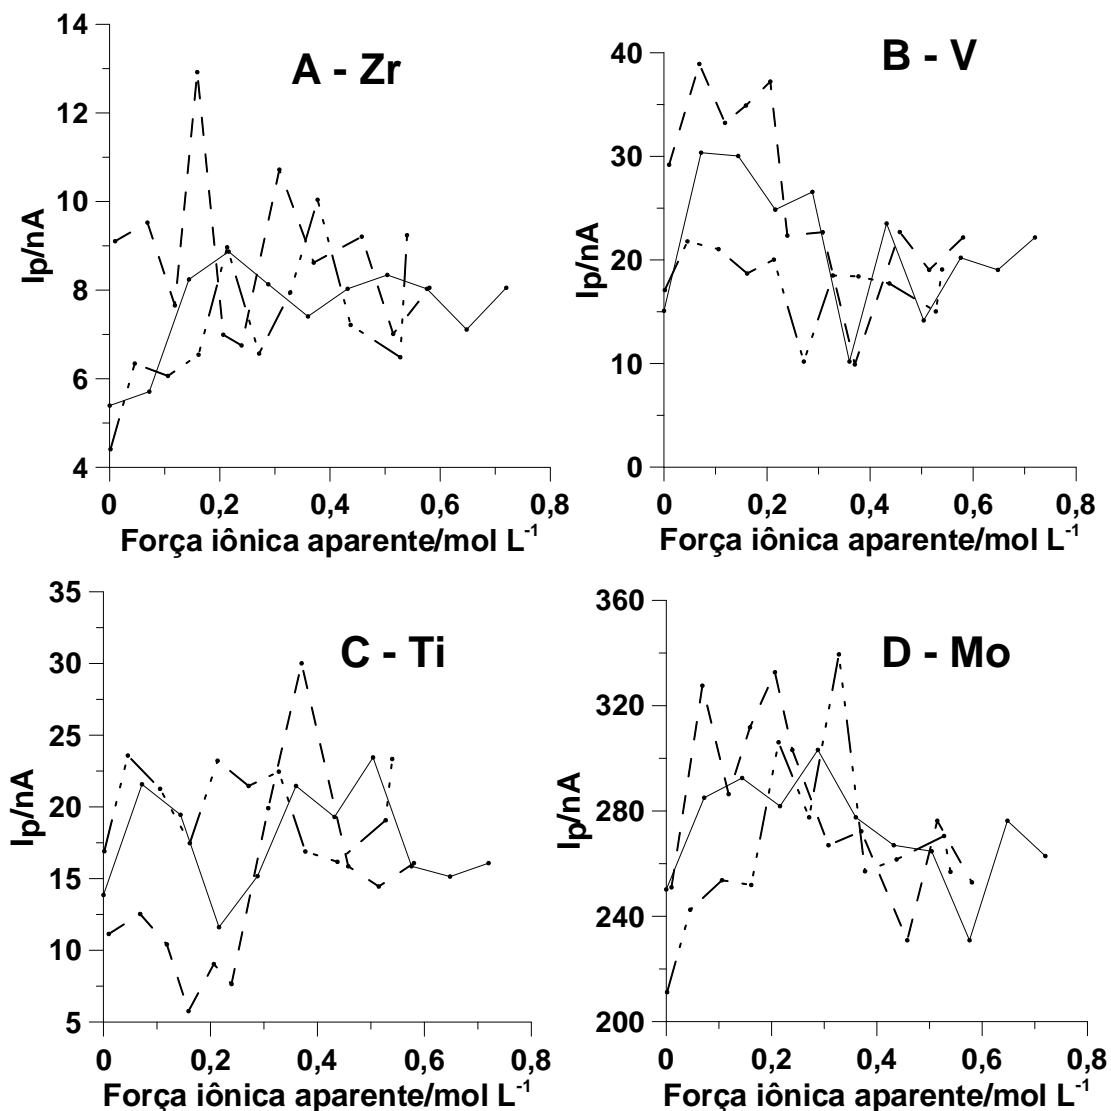 A - Zr
14
12
10
8
6
4
Ip/nA
0 0,2 0,4 0,6 0,8
Força iônica aparente/mol L-1
B - V
40
30
20
10
0
Ip/nA
0 0,2 0,4 0,6 0,8
Força iônica aparente/mol L-1
C - Ti
35
30
25
20
15
10
5
Ip/nA
0 0,2 0,4 0,6 0,8
Força iônica aparente/mol L-1
D - Mo
360
320
280
240
200
Ip/nA
0 0,2 0,4 0,6 0,8
Força iônica aparente/mol L-1